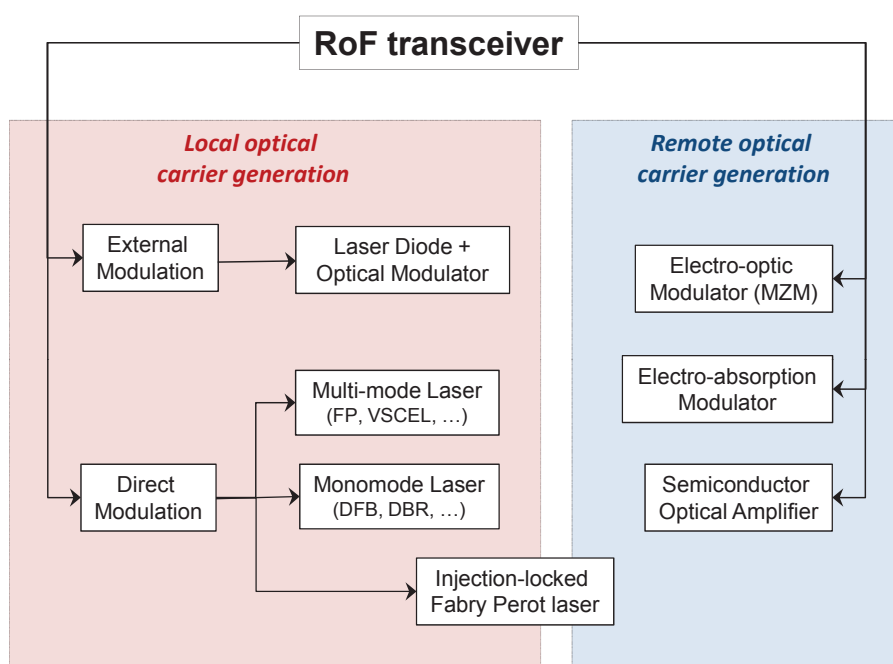 RoF transceiver
Local optical
carrier generation
External
Modulation
Laser Diode +
Optical Modulator
Multi-mode Laser
(FP, VSCEL, …)
Direct
Modulation
Monomode Laser
(DFB, DBR, …)
Injection-locked
Fabry Perot laser
Remote optical
carrier generation
Electro-optic
Modulator (MZM)
Electro-absorption
Modulator
Semiconductor
Optical Amplifier